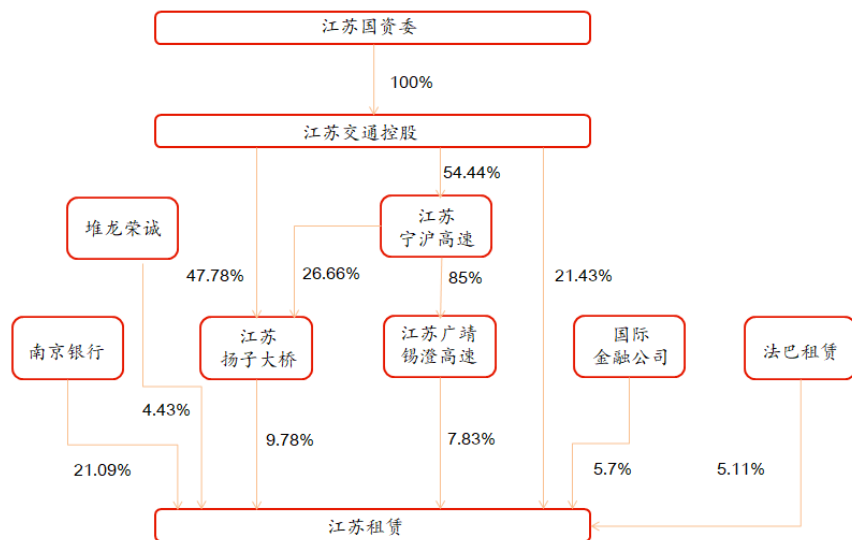 江苏国资委
100%
江苏交通控股
54.44%
堆龙荣诚
江苏
宁沪高速
47.78%
26.66%
85%
21.43%
南京银行
江苏
扬子大桥
江苏广靖
锡澄高速
国际
金融公司
法巴租赁
4.43%
9.78%
7.83%
21.09%
5.7%
5.11%
江苏租赁